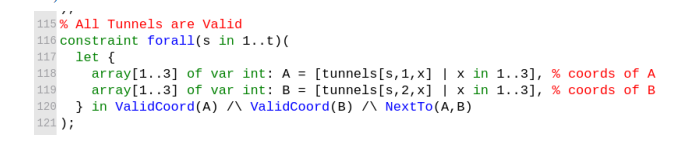 115 % All Tunnels are Valid
116 constraint forall(s in 1..t)(
117   let {
118     array[1..3] of var int: A = [tunnels[s,1,x] | x in 1..3], % coords of A
119     array[1..3] of var int: B = [tunnels[s,2,x] | x in 1..3], % coords of B
120   } in ValidCoord(A) /\ ValidCoord(B) /\ NextTo(A,B)
121 );